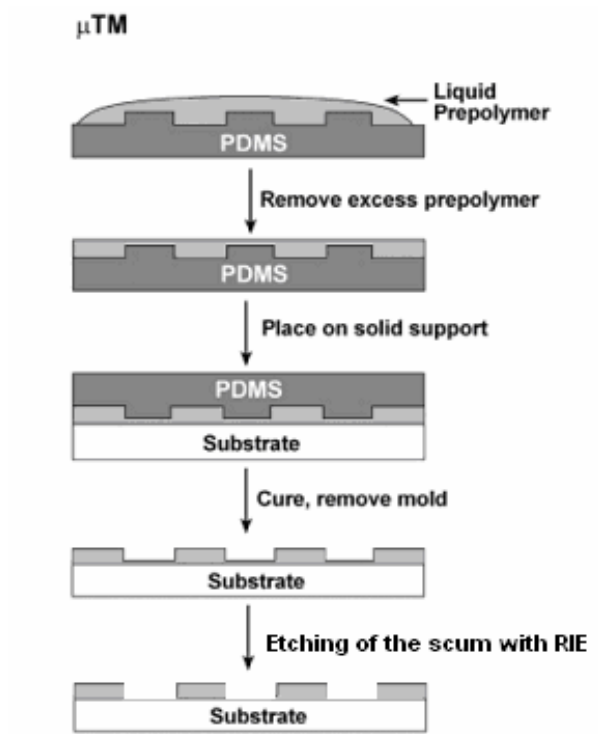 μTM
Liquid
Prepolymer
PDMS
Remove excess prepolymer
PDMS
Place on solid support
PDMS
Substrate
Cure, remove mold
Substrate
Etching of the scum with RIE
Substrate